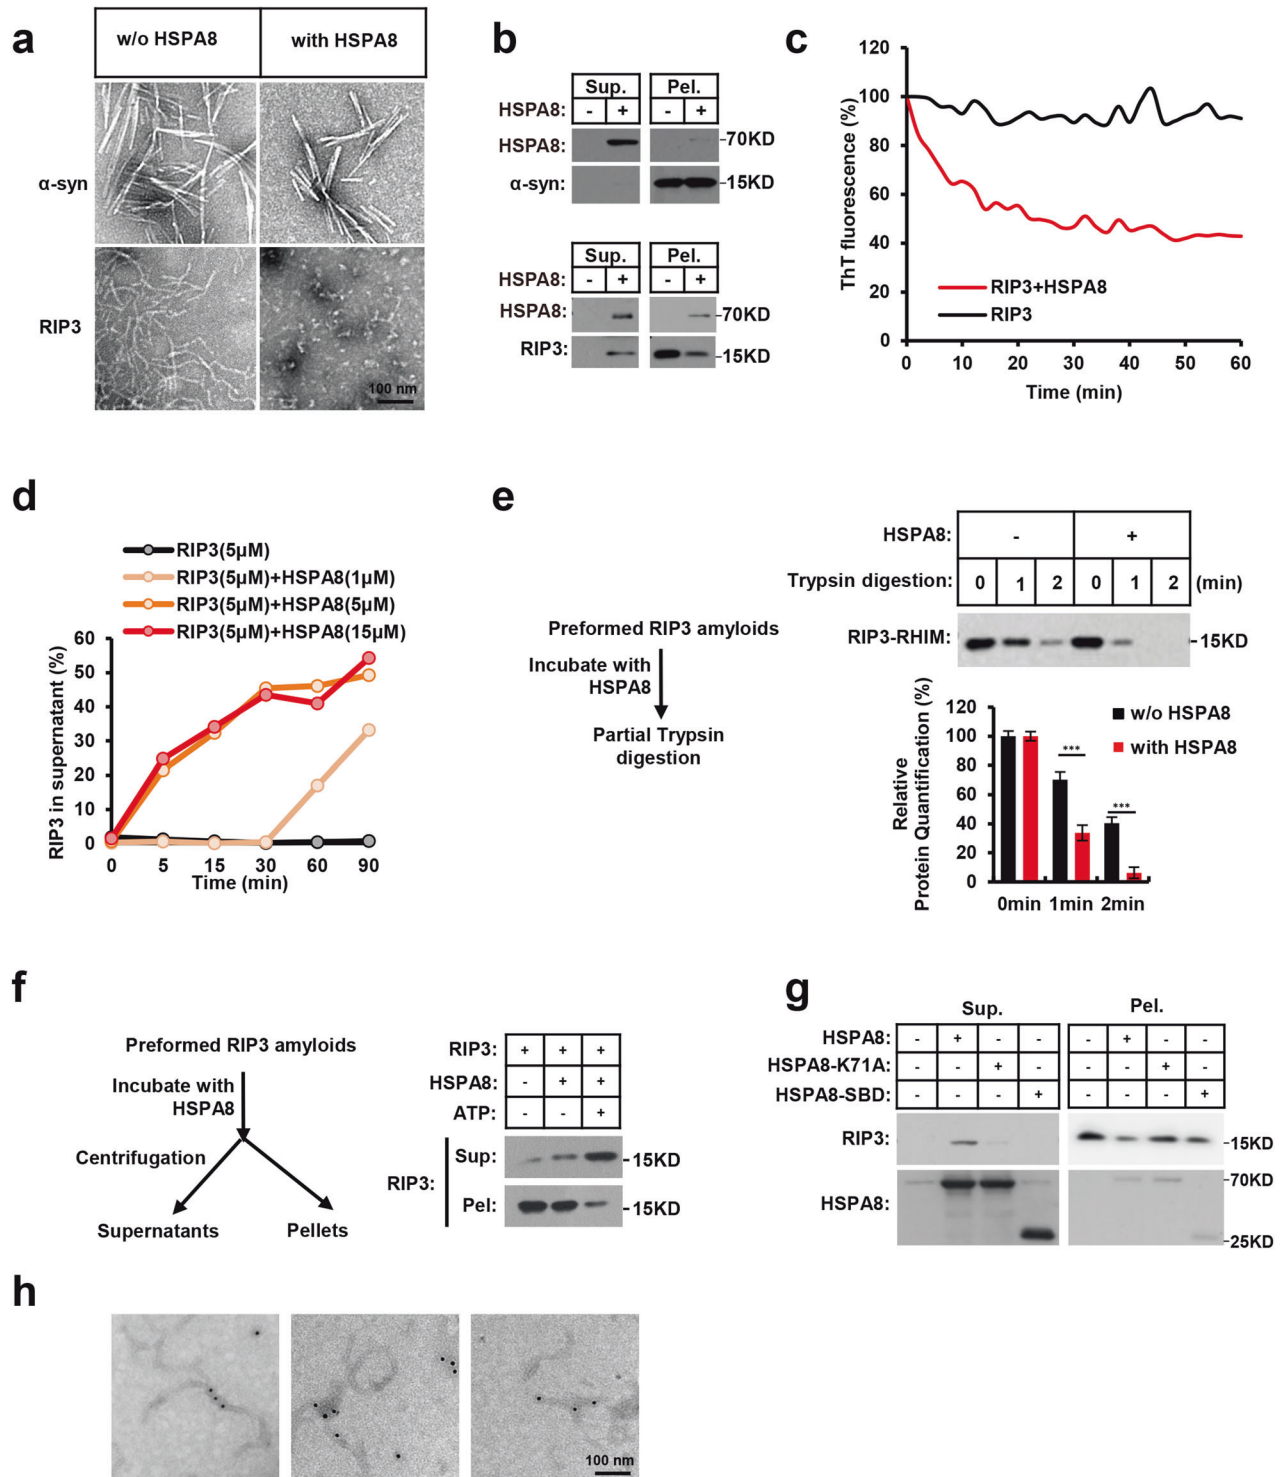 a
w/o HSPA8 with HSPA8
α-syn
RIP3
100 nm
b
Sup. Pel.
HSPA8: - + - +
HSPA8: -70KD
α-syn: -15KD
Sup. Pel.
HSPA8: - + - +
HSPA8: -70KD
RIP3: -15KD
c
ThT fluorescence (%)
120
100
80
60
40
20
0
RIP3+HSPA8
RIP3
0 10 20 30 40 50 60
Time (min)
d
RIP3(5μM)
RIP3(5μM)+HSPA8(1μM)
RIP3(5μM)+HSPA8(5μM)
RIP3(5μM)+HSPA8(15μM)
RIP3 in supernatant (%)
60
50
40
30
20
10
0
0 5 15 30 60 90
Time (min)
e
Preformed RIP3 amyloids
Incubate with
HSPA8
Partial Trypsin
digestion
HSPA8: - +
Trypsin digestion: 0 1 2 0 1 2 (min)
RIP3-RHIM: -15KD
Relative
Protein Quantification (%)
120
100
80
60
40
20
0
w/o HSPA8
with HSPA8
***
***
0min 1min 2min
f
Preformed RIP3 amyloids
Incubate with
HSPA8
Centrifugation
Supernatants Pellets
RIP3: + + +
HSPA8: - + +
ATP: - - +
RIP3:
Sup: -15KD
Pel: -15KD
g
Sup. Pel.
HSPA8: - + - - - + - -
HSPA8-K71A: - - + - - - + -
HSPA8-SBD: - - - + - - - +
RIP3: -15KD
HSPA8: -70KD
-25KD
h
100 nm